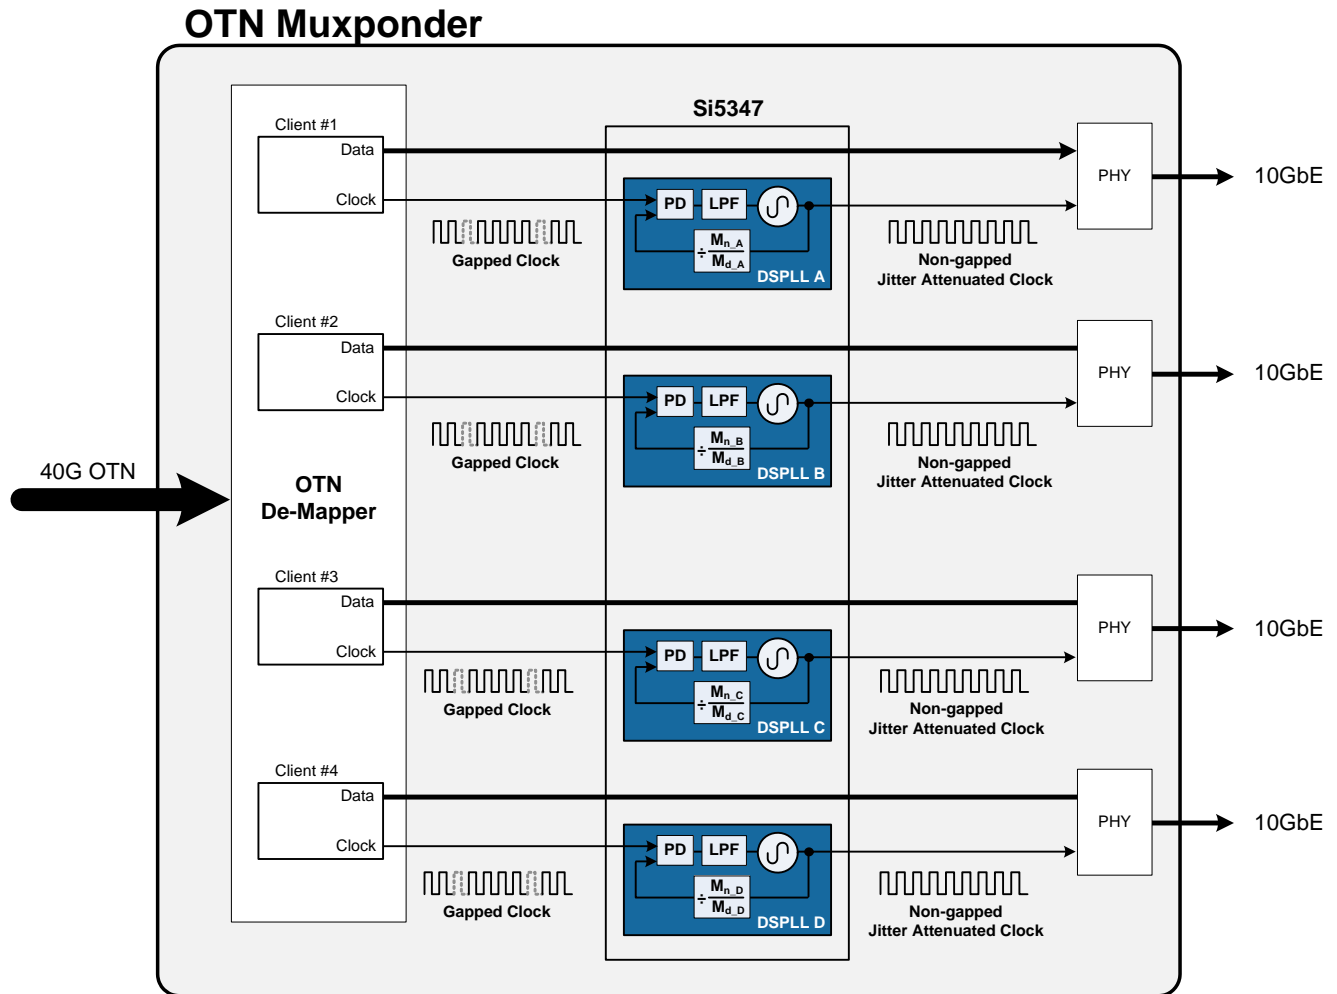 OTN Muxponder
Si5347
Client #1
Data
Clock
PD
LPF
÷ Mn_A
Md_A
DSPLL A
Gapped Clock
Non-gapped
Jitter Attenuated Clock
PHY
10GbE
Client #2
Data
Clock
PD
LPF
÷ Mn_B
Md_B
DSPLL B
Gapped Clock
Non-gapped
Jitter Attenuated Clock
PHY
10GbE
40G OTN
OTN
De-Mapper
Client #3
Data
Clock
PD
LPF
÷ Mn_C
Md_C
DSPLL C
Gapped Clock
Non-gapped
Jitter Attenuated Clock
PHY
10GbE
Client #4
Data
Clock
PD
LPF
÷ Mn_D
Md_D
DSPLL D
Gapped Clock
Non-gapped
Jitter Attenuated Clock
PHY
10GbE